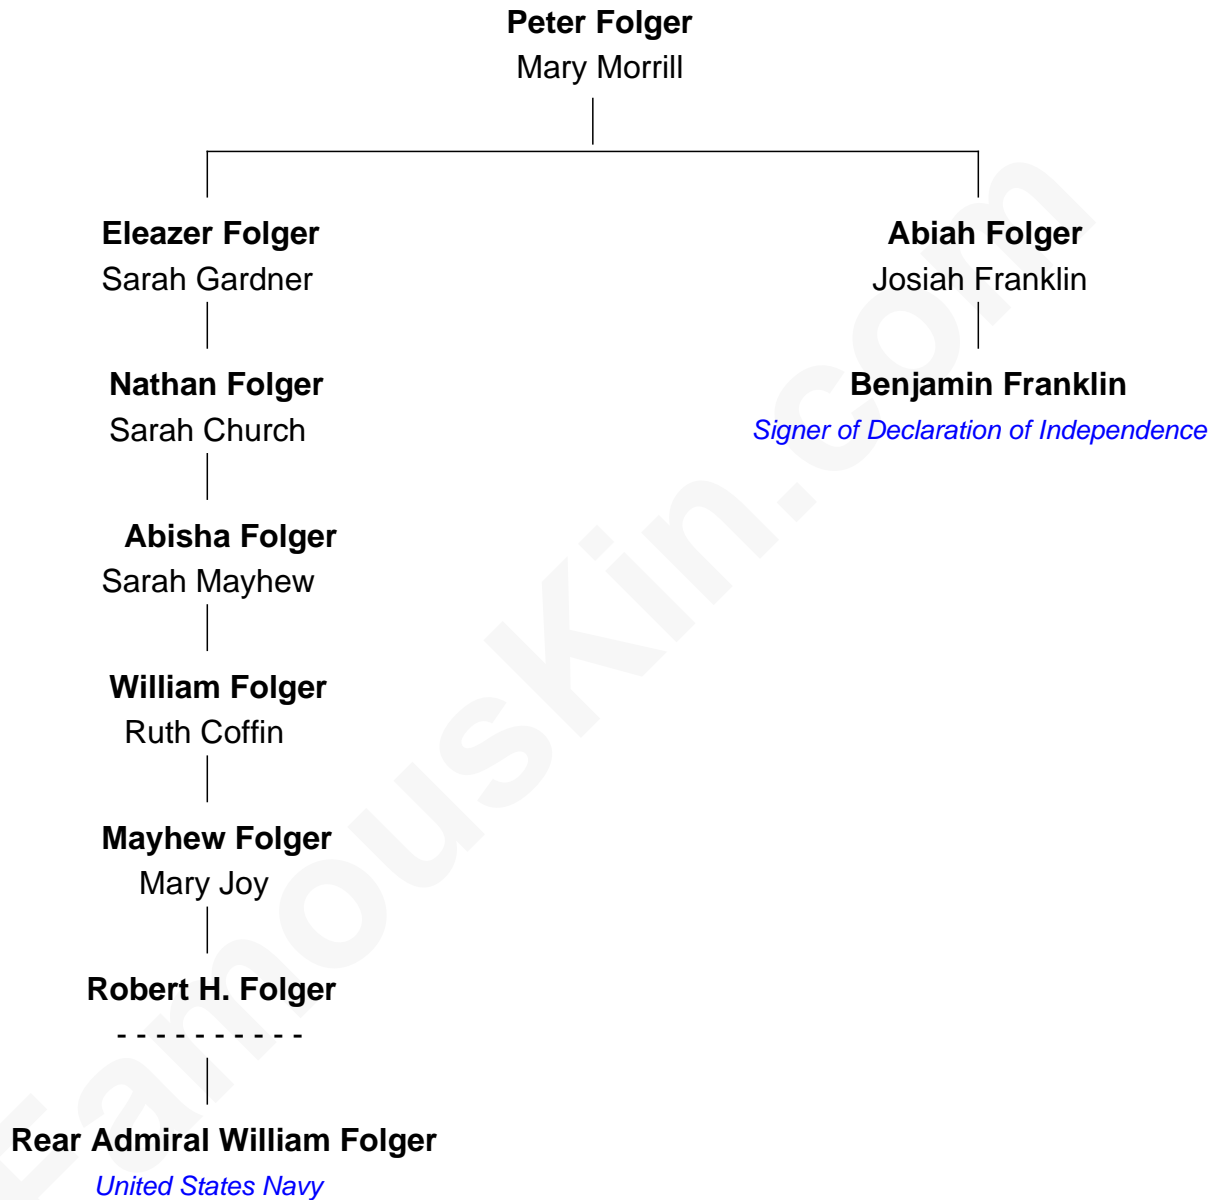 Peter Folger
Mary Morrill
Eleazer Folger
Sarah Gardner
Abiah Folger
Josiah Franklin
Nathan Folger
Sarah Church
Benjamin Franklin
Signer of Declaration of Independence
Abisha Folger
Sarah Mayhew
William Folger
Ruth Coffin
Mayhew Folger
Mary Joy
Robert H. Folger
- - - - - - - - - -
Rear Admiral William Folger
United States Navy
FamousKin.com